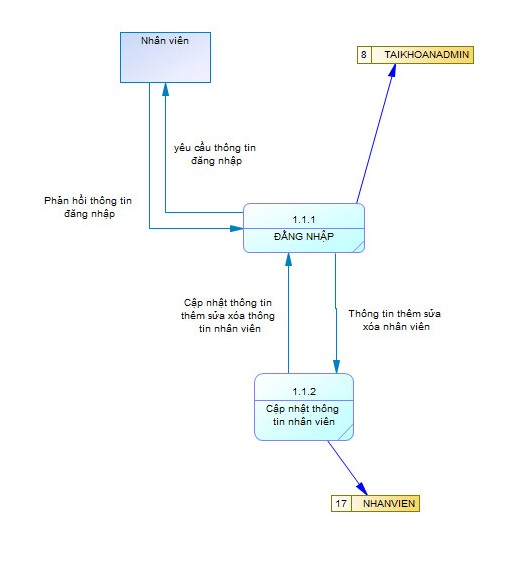 Nhân viên
8 TAIKHOANADMIN
yêu cầu thông tin
đăng nhập
Phản hồi thông tin
đăng nhập
1.1.1
ĐĂNG NHẬP
Cập nhật thông tin
thêm sửa xóa thông
tin nhân viên
Thông tin thêm sửa
xóa nhân viên
1.1.2
Cập nhật thông
tin nhân viên
17 NHANVIEN